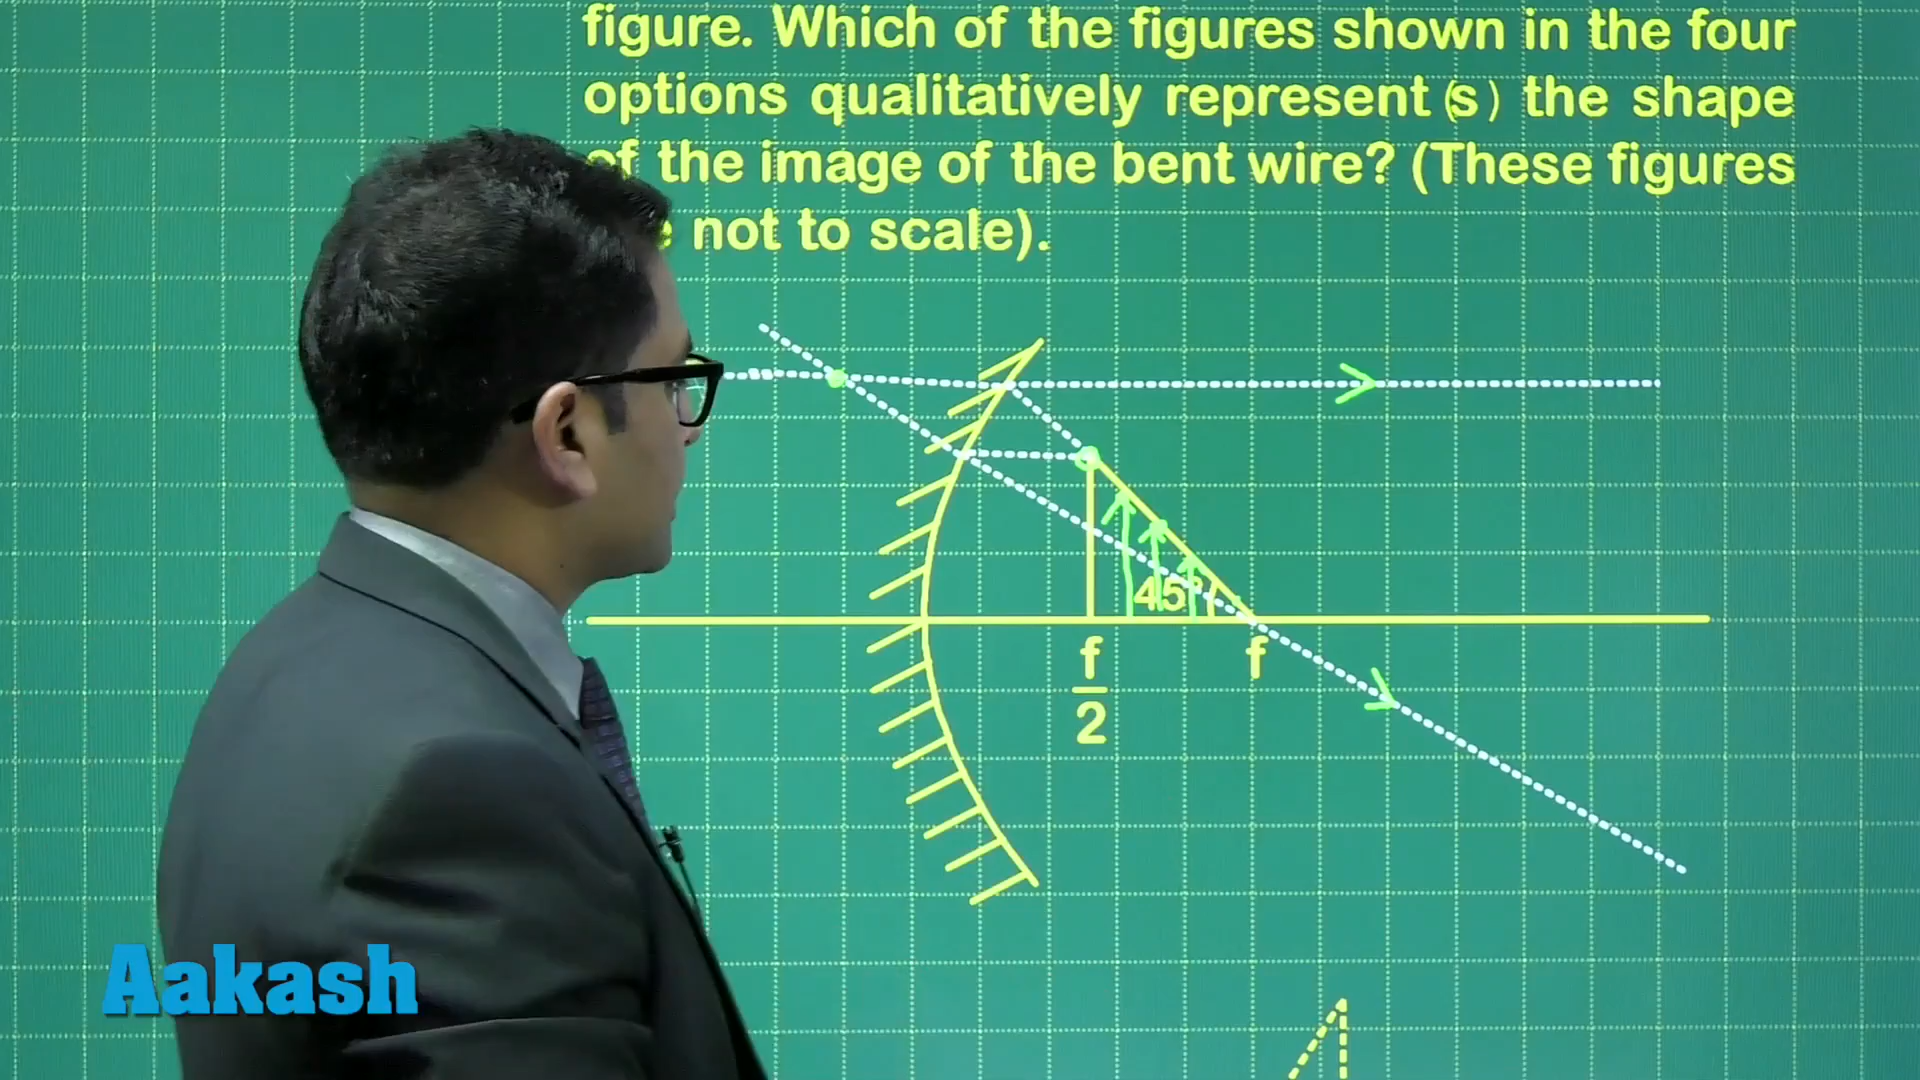 figure. Which of the figures shown in the four
options qualitatively represent(s) the shape
of the image of the bent wire? (These figures
not to scale).
45°
f
f
2
Aakash